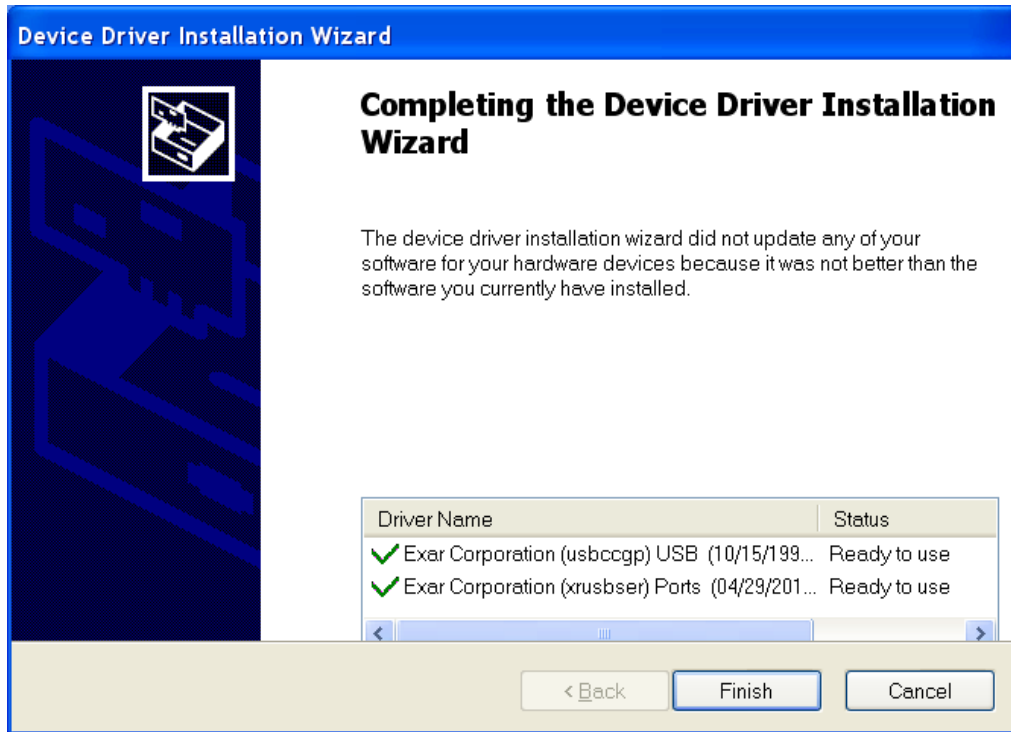 Device Driver Installation Wizard
Completing the Device Driver Installation
Wizard
The device driver installation wizard did not update any of your
software for your hardware devices because it was not better than the
software you currently have installed.
Driver Name Status
Exar Corporation (usbccgp) USB (10/15/199... Ready to use
Exar Corporation (xrusbser) Ports (04/29/201... Ready to use
< Back Finish Cancel